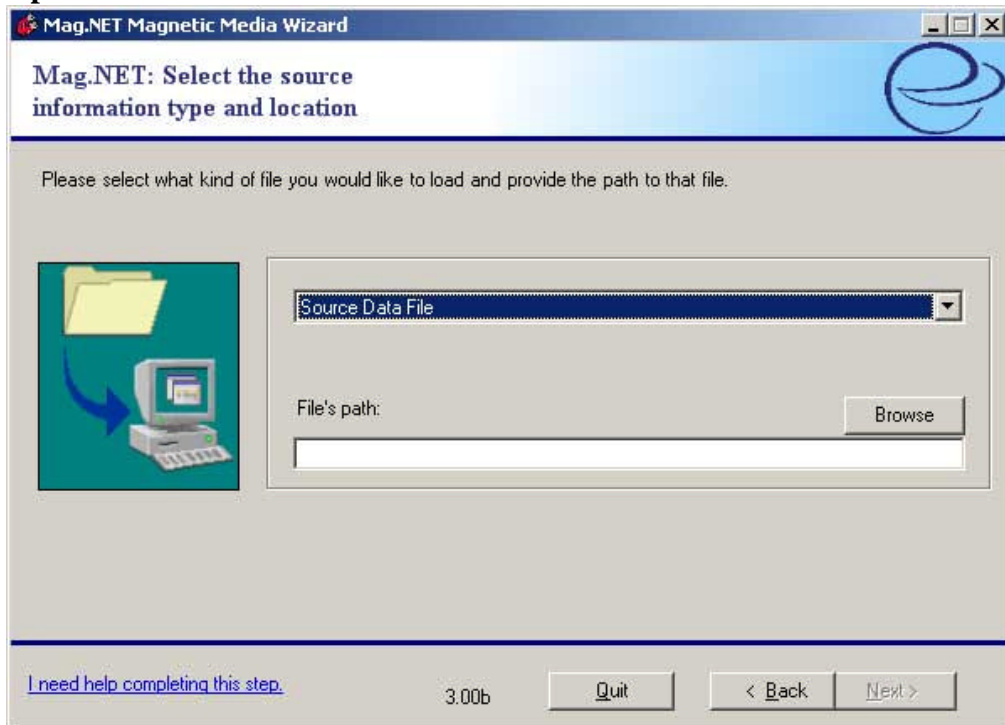 Mag.NET Magnetic Media Wizard
Mag.NET: Select the source
information type and location
Please select what kind of file you would like to load and provide the path to that file.
Source Data File
File's path:
Browse
I need help completing this step.
3.00b
Quit
< Back
Next >